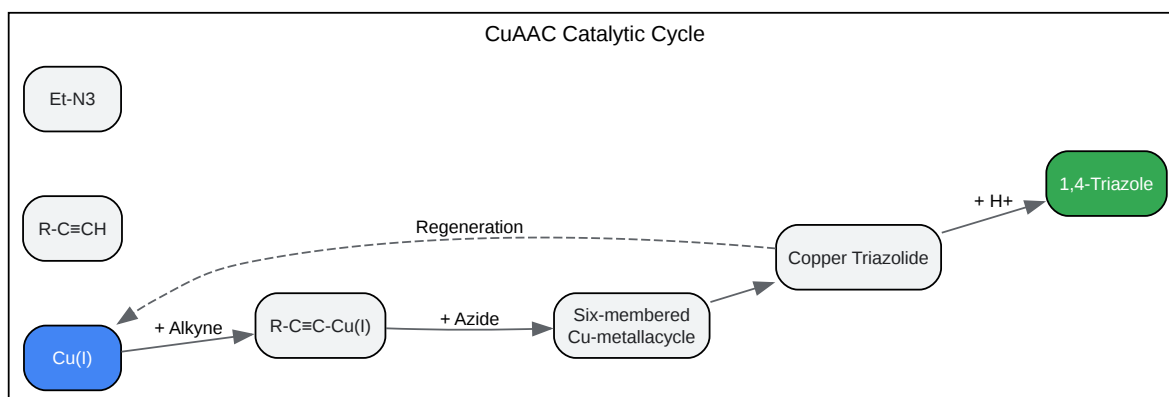 CuAAC Catalytic Cycle
Et-N3
1,4-Triazole
+ H+
R-C≡CH
Regeneration
Copper Triazolide
+ Alkyne
R-C≡C-Cu(I)
+ Azide
Six-membered
Cu-metallacycle
Cu(I)